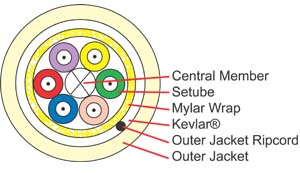 Central Member
Setube
Mylar Wrap
Kevlar®
Outer Jacket Ripcord
Outer Jacket